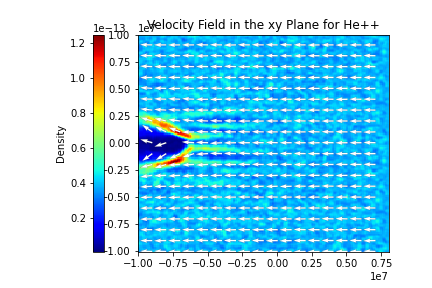 1e−13
1e7
Velocity Field in the xy Plane for He++
1.2
1.0
0.8
0.6
0.4
0.2
Density
1.00
0.75
0.50
0.25
0.00
−0.25
−0.50
−0.75
−1.00
−1.00 −0.75 −0.50 −0.25 0.00 0.25 0.50 0.75
1e7